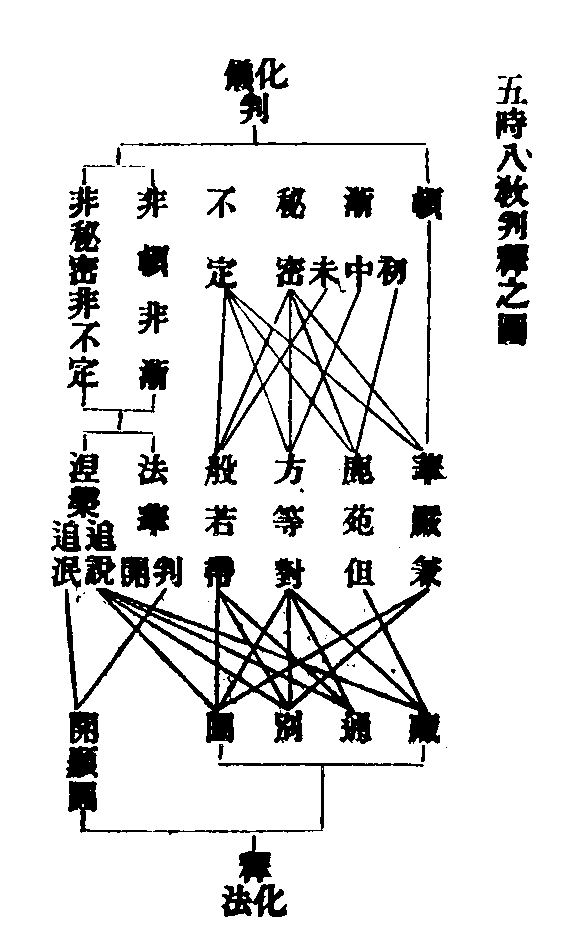 五時八教判釋之圖
化儀
判
頓
漸
初
中
末
秘密
不定
非頓非漸
非秘密非不定
華嚴兼
鹿苑但
方等對
般若帶
法華
開
判
涅槃
追說
追泯
藏
通
別
圓
開顯圓
釋
化法